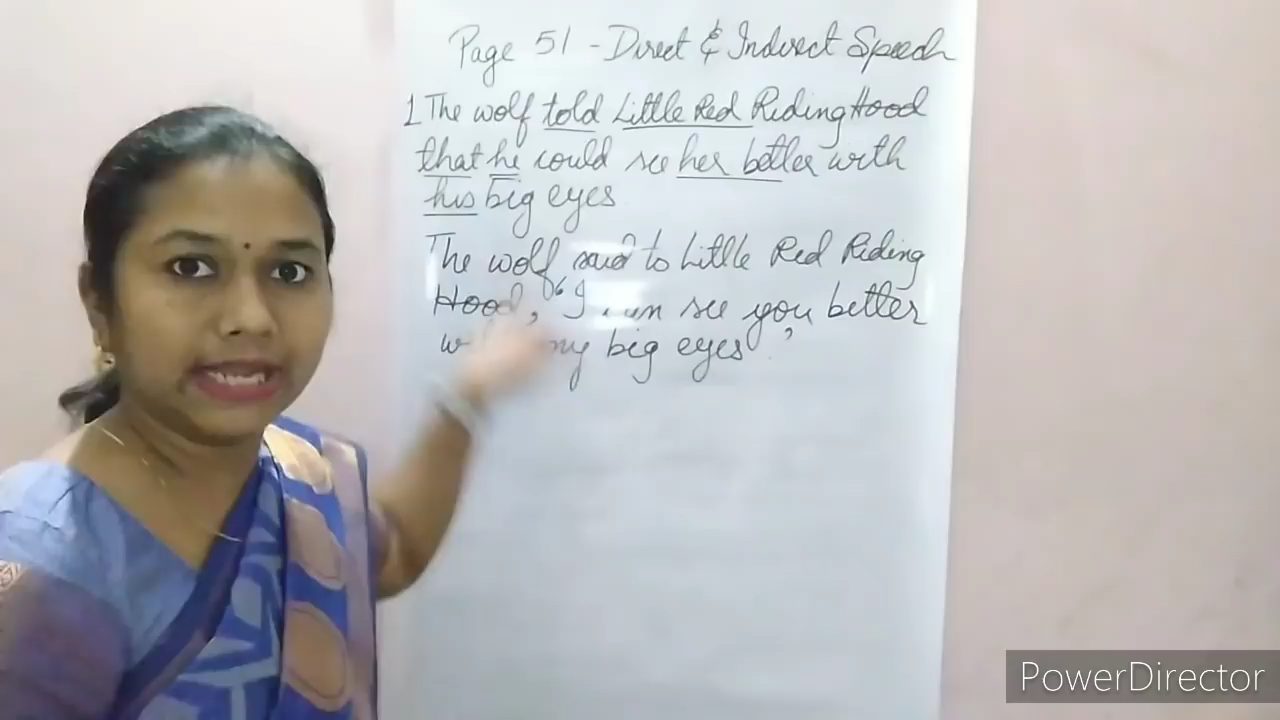 Page 51 - Direct & Indirect Speech
1 The wolf told Little Red Riding Hood
that he could see her better with
his big eyes
The wolf said to Little Red Riding
Hood, "I see you better
my big eyes"
PowerDirector